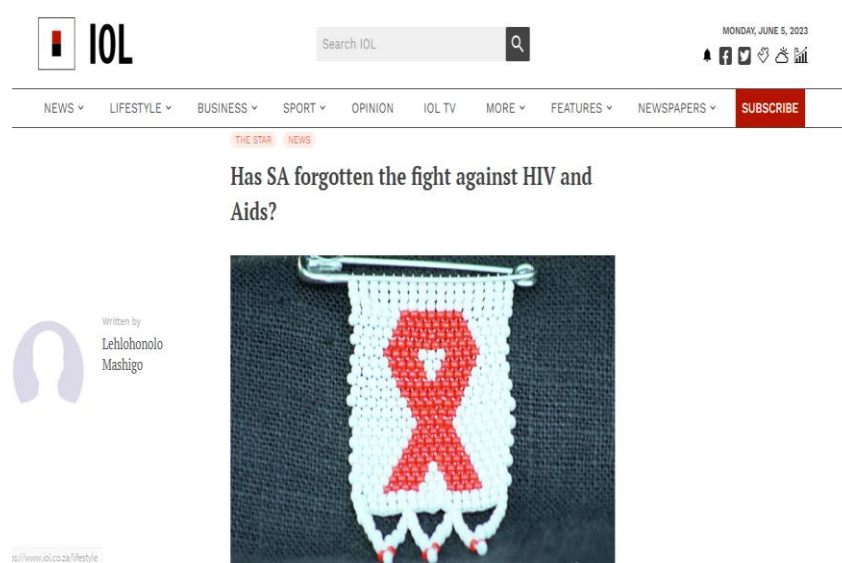 IOL
Search IOL
MONDAY, JUNE 5, 2023
NEWS LIFESTYLE BUSINESS SPORT OPINION IOL TV MORE FEATURES NEWSPAPERS SUBSCRIBE
THE STAR NEWS
Has SA forgotten the fight against HIV and
Aids?
Written by
Lehlohonolo
Mashigo
s://www.iol.co.za/lifestyle